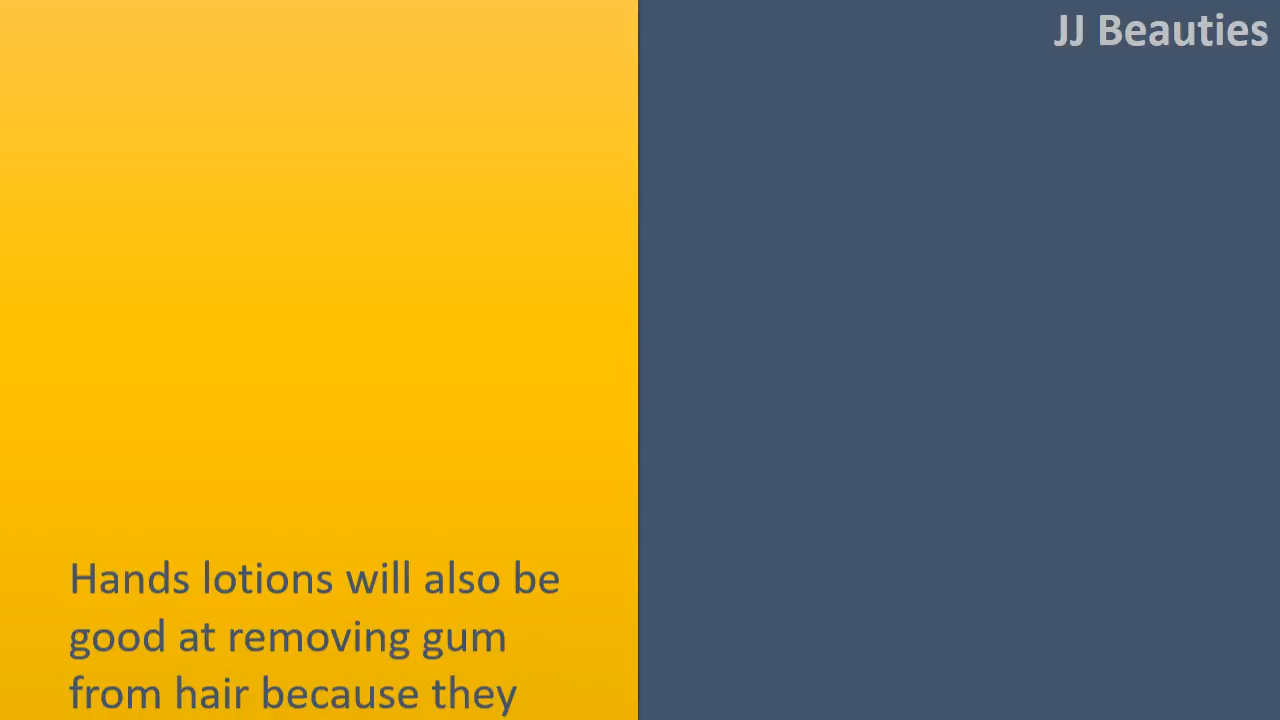 JJ Beauties
Hands lotions will also be
good at removing gum
from hair because they